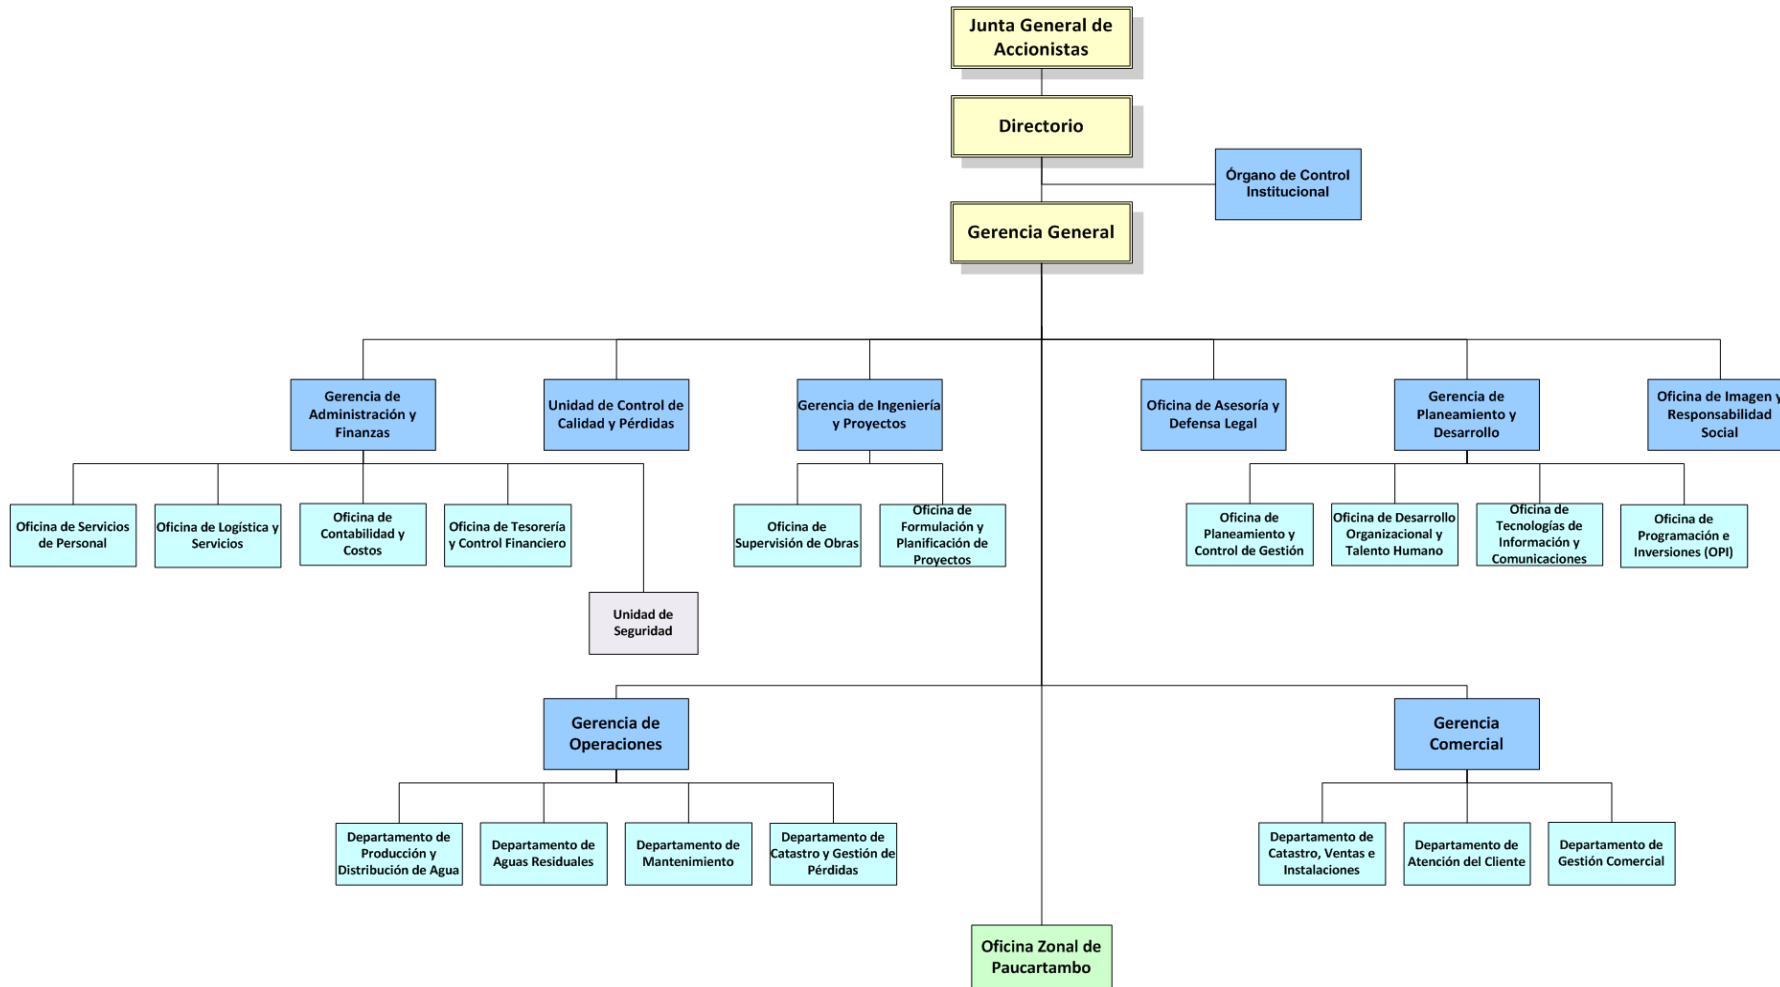 Junta General de
Accionistas
Directorio
Órgano de Control
Institucional
Gerencia General
Gerencia de
Administración y
Finanzas
Unidad de Control de
Calidad y Pérdidas
Gerencia de Ingeniería
y Proyectos
Oficina de Asesoría y
Defensa Legal
Gerencia de
Planeamiento y
Desarrollo
Oficina de Imagen y
Responsabilidad
Social
Oficina de Servicios
de Personal
Oficina de Logística y
Servicios
Oficina de
Contabilidad y
Costos
Oficina de Tesorería
y Control Financiero
Oficina de
Supervisión de Obras
Oficina de
Formulación y
Planificación de
Proyectos
Oficina de
Planeamiento y
Control de Gestión
Oficina de Desarrollo
Organizacional y
Talento Humano
Oficina de
Tecnologías de
Información y
Comunicaciones
Oficina de
Programación e
Inversiones (OPI)
Unidad de
Seguridad
Gerencia de
Operaciones
Gerencia
Comercial
Departamento de
Producción y
Distribución de Agua
Departamento de
Aguas Residuales
Departamento de
Mantenimiento
Departamento de
Catastro y Gestión de
Pérdidas
Departamento de
Catastro, Ventas e
Instalaciones
Departamento de
Atención del Cliente
Departamento de
Gestión Comercial
Oficina Zonal de
Paucartambo